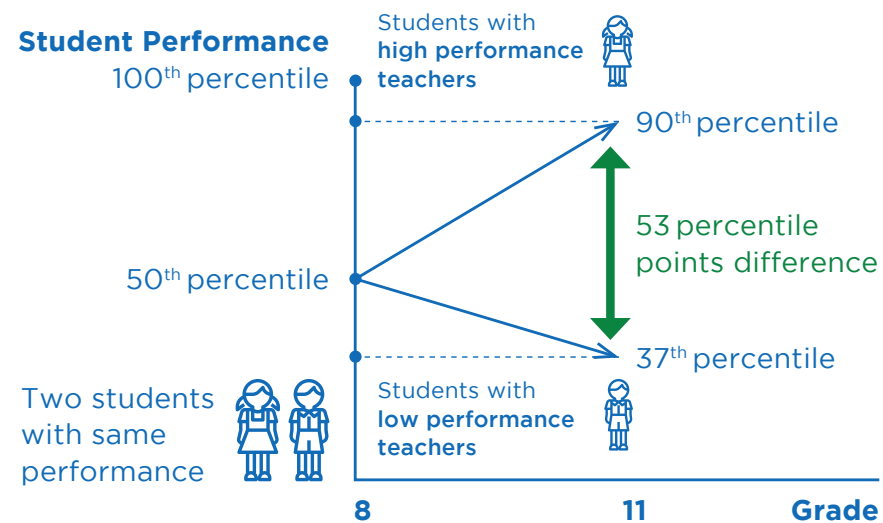 Student Performance
100th percentile
Students with
high performance
teachers
90th percentile
53 percentile
points difference
50th percentile
37th percentile
Two students
with same
performance
Students with
low performance
teachers
8
11
Grade